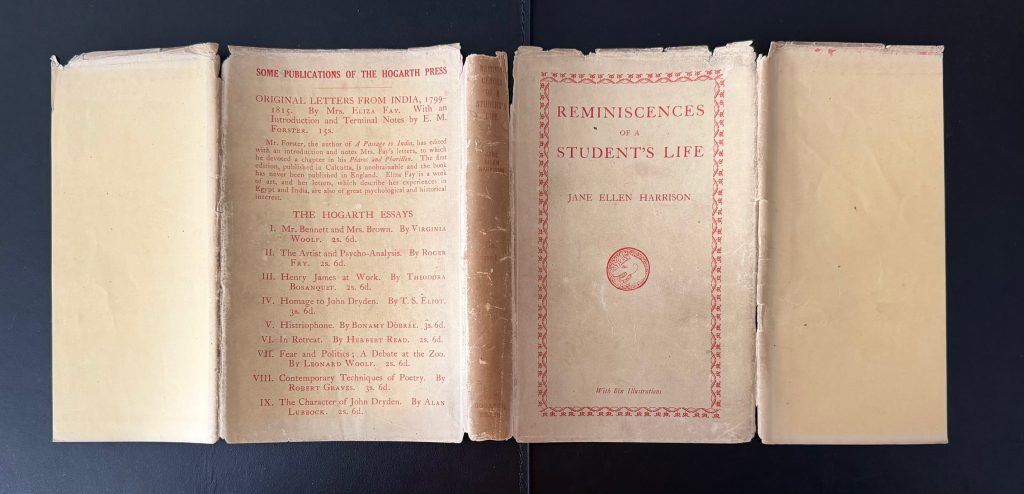 SOME PUBLICATIONS OF THE HOGARTH PRESS
ORIGINAL LETTERS FROM INDIA, 1799-
1815. By Mrs. Eliza Fay. With an
Introduction and Terminal Notes by E. M.
Forster. 15s.
Mr. Forster, the author of A Passage to India, has edited
with an introduction and notes Mrs. Fay's letters, to which
he devoted a chapter in his Pharos and Pharillon. The first
edition, published in Calcutta, is unobtainable and the book
has never been published in England. Eliza Fay is a work
of art, and her letters, which describe her experiences in
Egypt and India, are also of great psychological and historical
interest.
THE HOGARTH ESSAYS
I. Mr. Bennett and Mrs. Brown. By Virginia
Woolf. 2s. 6d.
II. The Artist and Psycho-Analysis. By Roger
Fry. 2s. 6d.
III. Henry James at Work. By Theodora
Bosanquet. 2s. 6d.
IV. Homage to John Dryden. By T. S. Eliot.
3s. 6d.
V. Histriophone. By Bonamy Dobrée. 3s. 6d.
VI. In Retreat. By Herbert Read. 2s. 6d.
VII. Fear and Politics; A Debate at the Zoo.
By Leonard Woolf. 2s. 6d.
VIII. Contemporary Techniques of Poetry. By
Robert Graves. 3s. 6d.
IX. The Character of John Dryden. By Alan
Lubbock. 2s. 6d.
OF A
STUDENT'S
LIFE
JANE
ELLEN
HARRISON
REMINISCENCES
OF A
STUDENT'S LIFE
JANE ELLEN HARRISON
With Six Illustrations